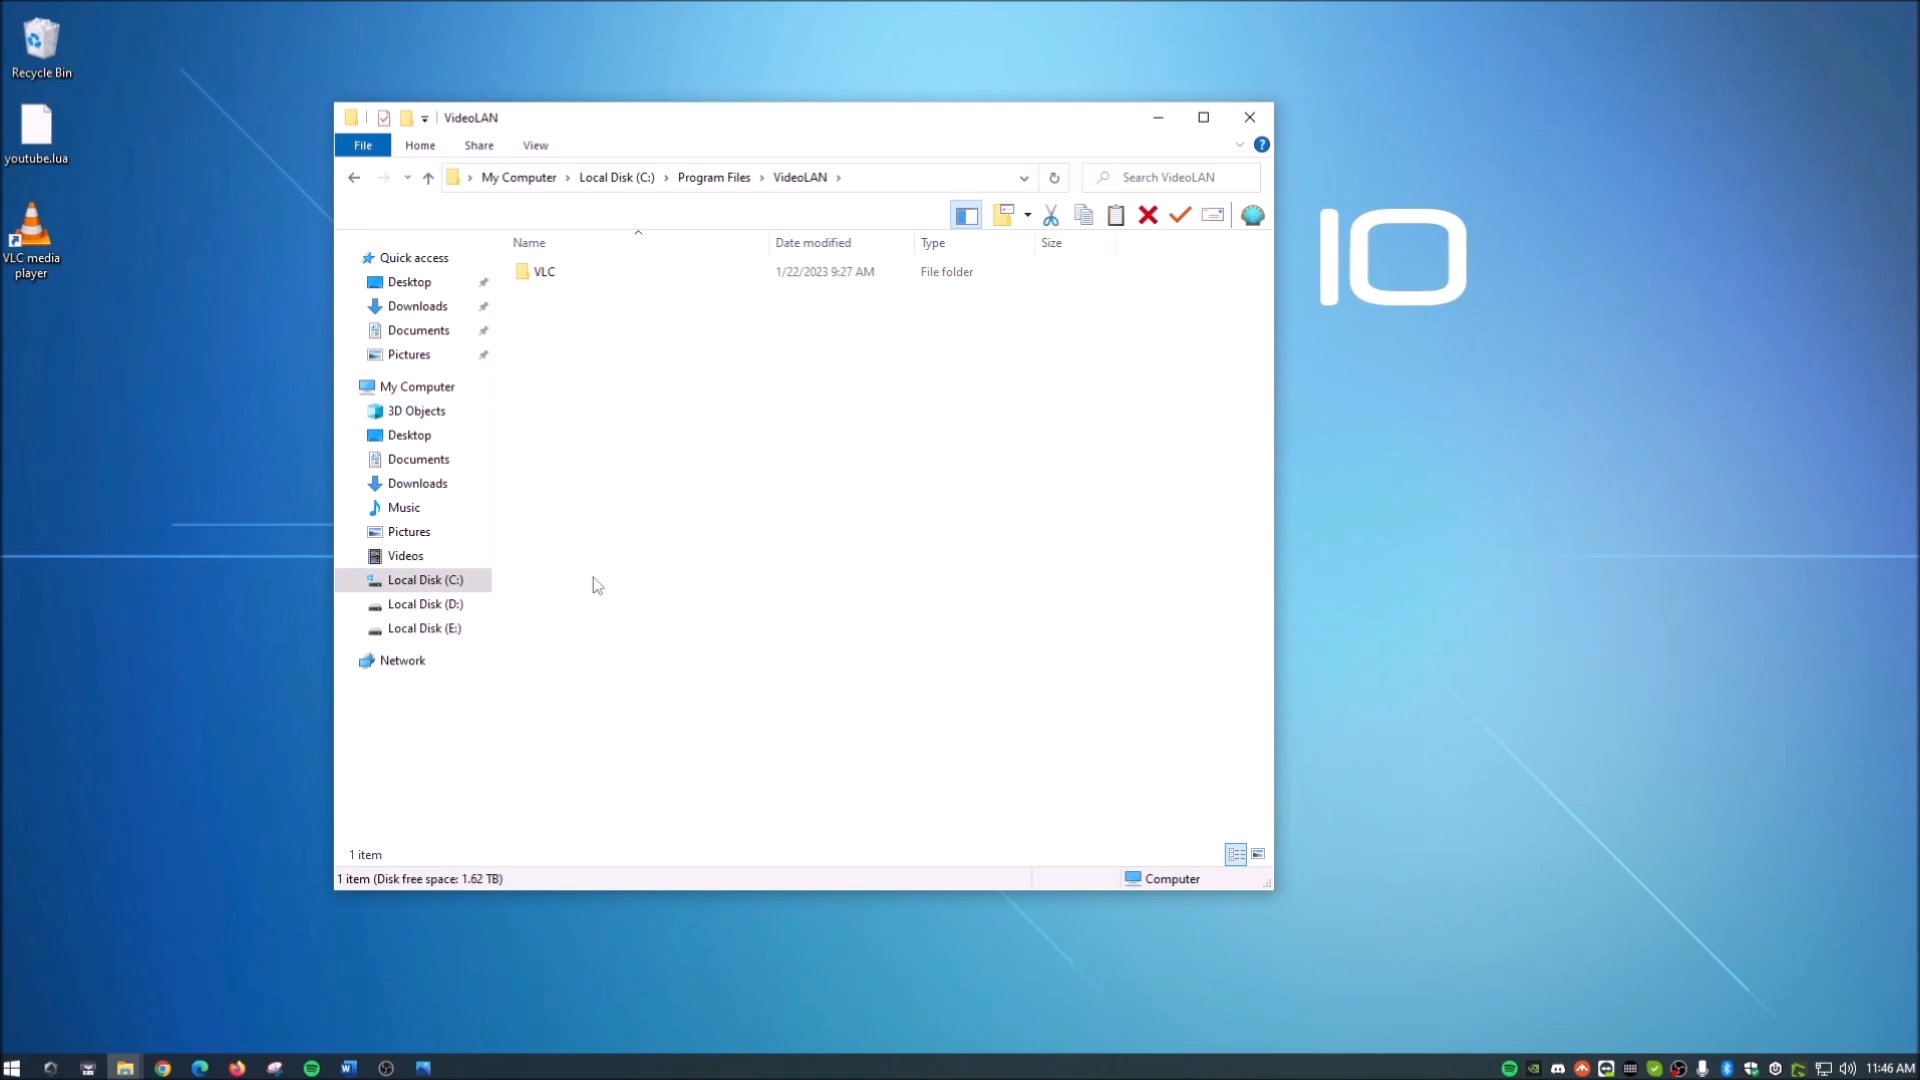 Recycle Bin
youtube.lua
VLC media
player
VideoLAN
File
Home
Share
View
?
My Computer
Local Disk (C:)
Program Files
VideoLAN
Search VideoLAN
Name
Date modified
Type
Size
VLC
1/22/2023 9:27 AM
File folder
Quick access
Desktop
Downloads
Documents
Pictures
My Computer
3D Objects
Desktop
Documents
Downloads
Music
Pictures
Videos
Local Disk (C:)
Local Disk (D:)
Local Disk (E:)
Network
1 item
1 item (Disk free space: 1.62 TB)
Computer
10
11:46 AM